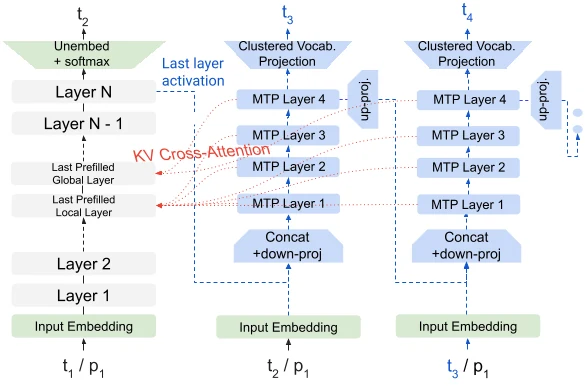 t2
t3
t4
Unembed
+ softmax
Last layer
activation
Clustered Vocab.
Projection
Clustered Vocab.
Projection
Layer N
Layer N - 1
MTP Layer 4
up-proj.
MTP Layer 4
up-proj.
MTP Layer 3
MTP Layer 3
KV Cross-Attention
Last Prefilled
Global Layer
MTP Layer 2
MTP Layer 2
Last Prefilled
Local Layer
MTP Layer 1
MTP Layer 1
Concat
+down-proj
Concat
+down-proj
Layer 2
Layer 1
Input Embedding
Input Embedding
Input Embedding
t1 / p1
t2 / p1
t3 / p1